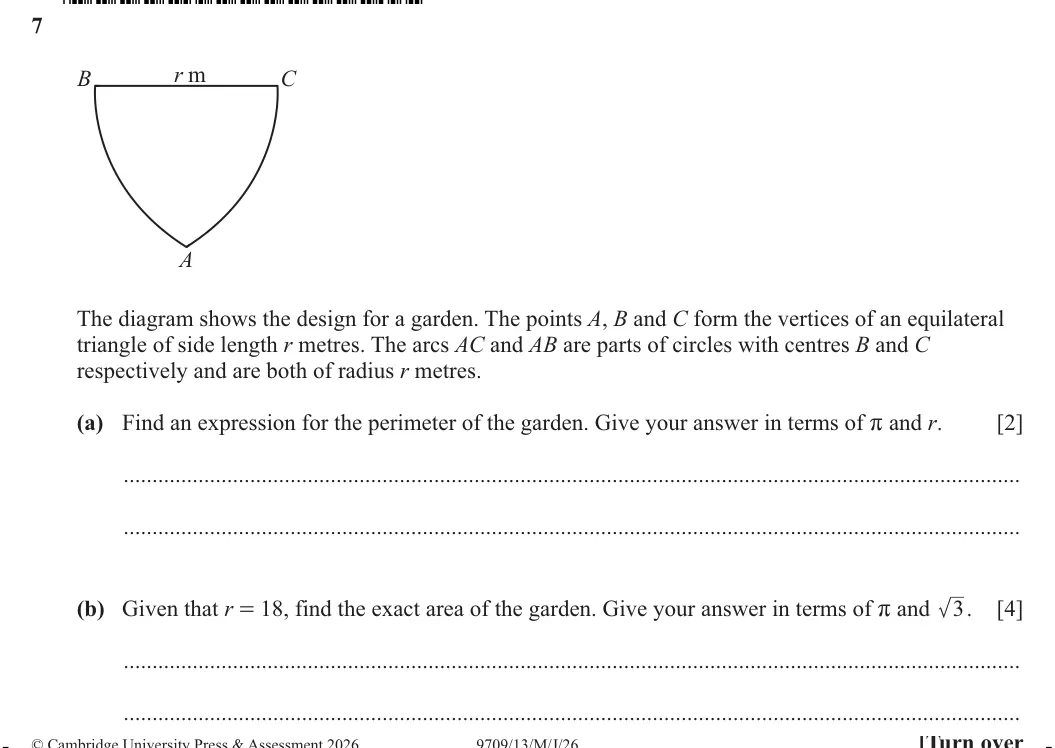 7
B
r m
C
A
The diagram shows the design for a garden. The points A, B and C form the vertices of an equilateral
triangle of side length r metres. The arcs AC and AB are parts of circles with centres B and C
respectively and are both of radius r metres.
(a) Find an expression for the perimeter of the garden. Give your answer in terms of π and r. [2]
(b) Given that r = 18, find the exact area of the garden. Give your answer in terms of π and √3. [4]
© Cambridge University Press & Assessment 2026 9709/13/M/J/26 [Turn over